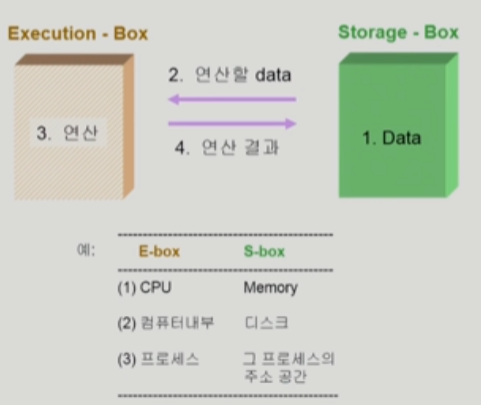 Execution - Box
Storage - Box
2. 연산할 data
3. 연산
1. Data
4. 연산 결과
예:
E-box S-box
(1) CPU Memory
(2) 컴퓨터내부 디스크
(3) 프로세스 그 프로세스의
주소 공간